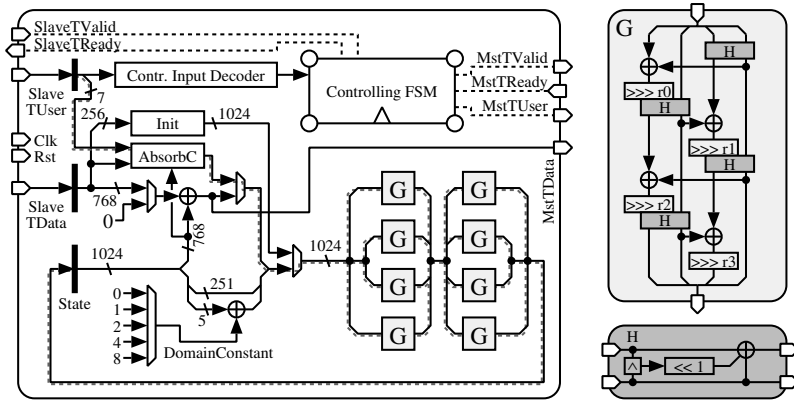 SlaveTValid
SlaveTReady
Slave
TUser
7
Contr. Input Decoder
Controlling FSM
MstTValid
MstTReady
MstTUser
256
Init
1024
Clk
Rst
AbsorbC
Slave
TData
768
0
768
MstTData
State
1024
251
5
1024
0
1
2
4
8
DomainConstant
G
G
G
G
G
G
G
G
G
H
>>> r0
H
>>> r1
H
>>> r2
H
>>> r3
H
^
<< 1